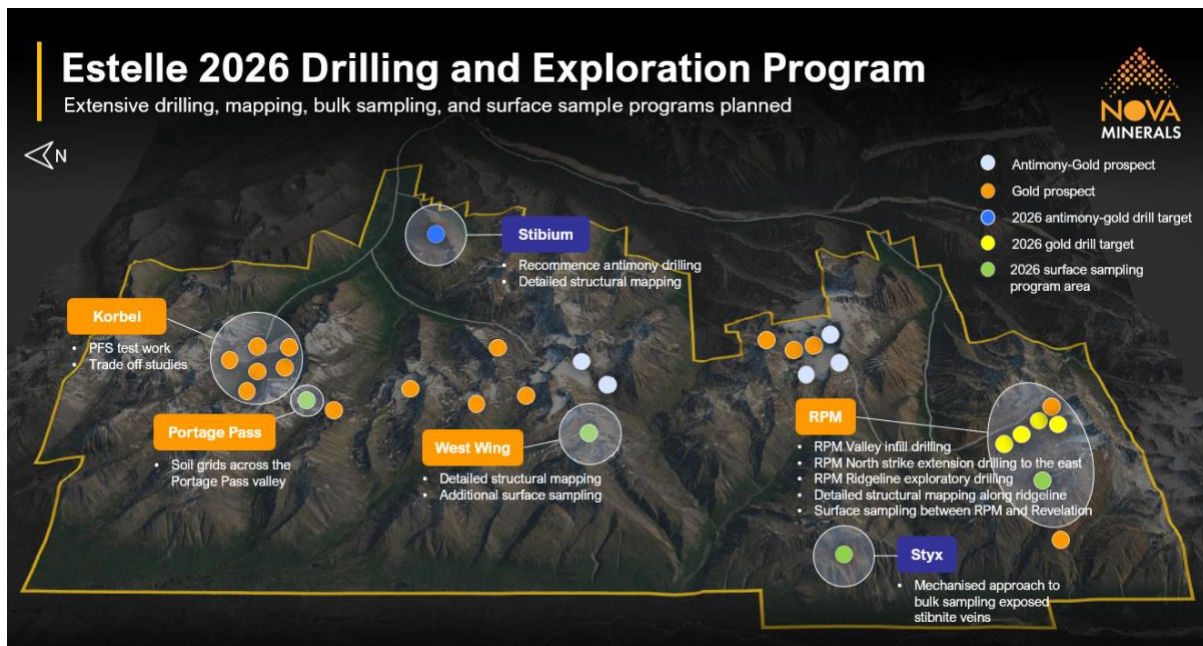 Estelle 2026 Drilling and Exploration Program
Extensive drilling, mapping, bulk sampling, and surface sample programs planned
NOVA
MINERALS
N
Antimony-Gold prospect
Gold prospect
2026 antimony-gold drill target
2026 gold drill target
2026 surface sampling
program area
Stibium
• Recommence antimony drilling
• Detailed structural mapping
Korbel
• PFS test work
• Trade off studies
Portage Pass
• Soil grids across the
Portage Pass valley
West Wing
• Detailed structural mapping
• Additional surface sampling
RPM
• RPM Valley infill drilling
• RPM North strike extension drilling to the east
• RPM Ridgeline exploratory drilling
• Detailed structural mapping along ridgeline
• Surface sampling between RPM and Revelation
Styx
• Mechanised approach to
bulk sampling exposed
stibnite veins